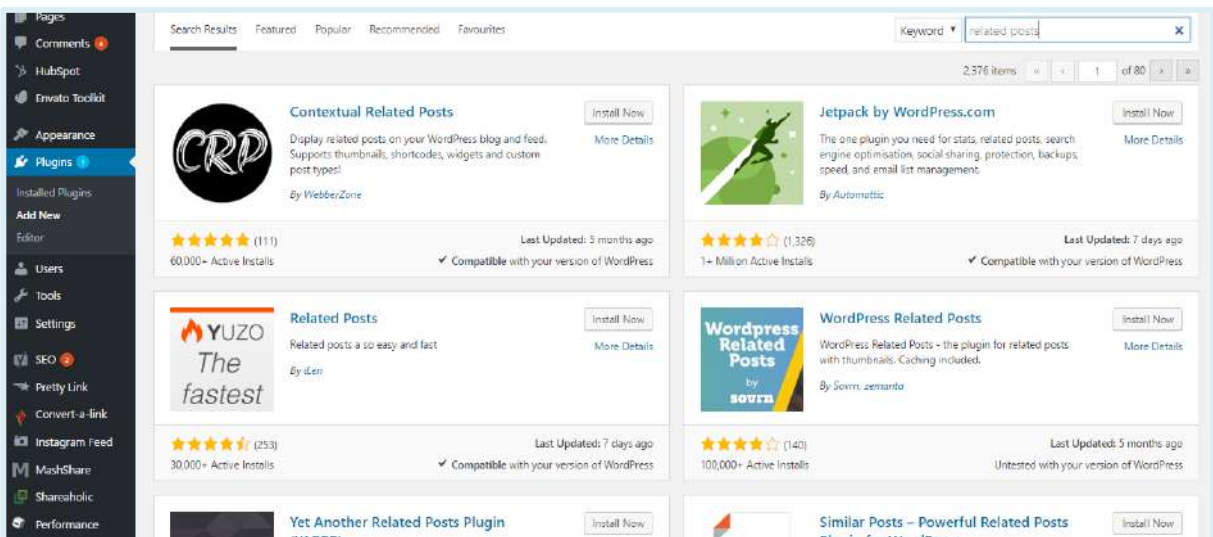 Pages
Comments
HubSpot
Envato Toolkit
Appearance
Plugins 1
Installed Plugins
Add New
Editor
Users
Tools
Settings
SEO 2
Pretty Link
Convert-a-link
Instagram Feed
MashShare
Shareaholic
Performance
Search Results Featured Popular Recommended Favourites
Keyword related posts
2,376 items « ‹ 1 of 80 › »
CRP
Contextual Related Posts
Install Now
More Details
Display related posts on your WordPress blog and feed.
Supports thumbnails, shortcodes, widgets and custom
post types!
By WebberZone
(111)
Last Updated: 5 months ago
60,000+ Active Installs
✔ Compatible with your version of WordPress
Jetpack by WordPress.com
Install Now
More Details
The one plugin you need for stats, related posts, search
engine optimisation, social sharing, protection, backups,
speed, and email list management.
By Automattic
(1,326)
Last Updated: 7 days ago
1+ Million Active Installs
✔ Compatible with your version of WordPress
YUZO
The
fastest
Related Posts
Install Now
More Details
Related posts a so easy and fast
By iLen
(253)
Last Updated: 7 days ago
30,000+ Active Installs
✔ Compatible with your version of WordPress
Wordpress
Related
Posts
by
sovrn
WordPress Related Posts
Install Now
More Details
WordPress Related Posts - the plugin for related posts
with thumbnails. Caching included.
By Sovrn, zemanta
(140)
Last Updated: 5 months ago
100,000+ Active Installs
Untested with your version of WordPress
Yet Another Related Posts Plugin
Install Now
Similar Posts – Powerful Related Posts
Install Now